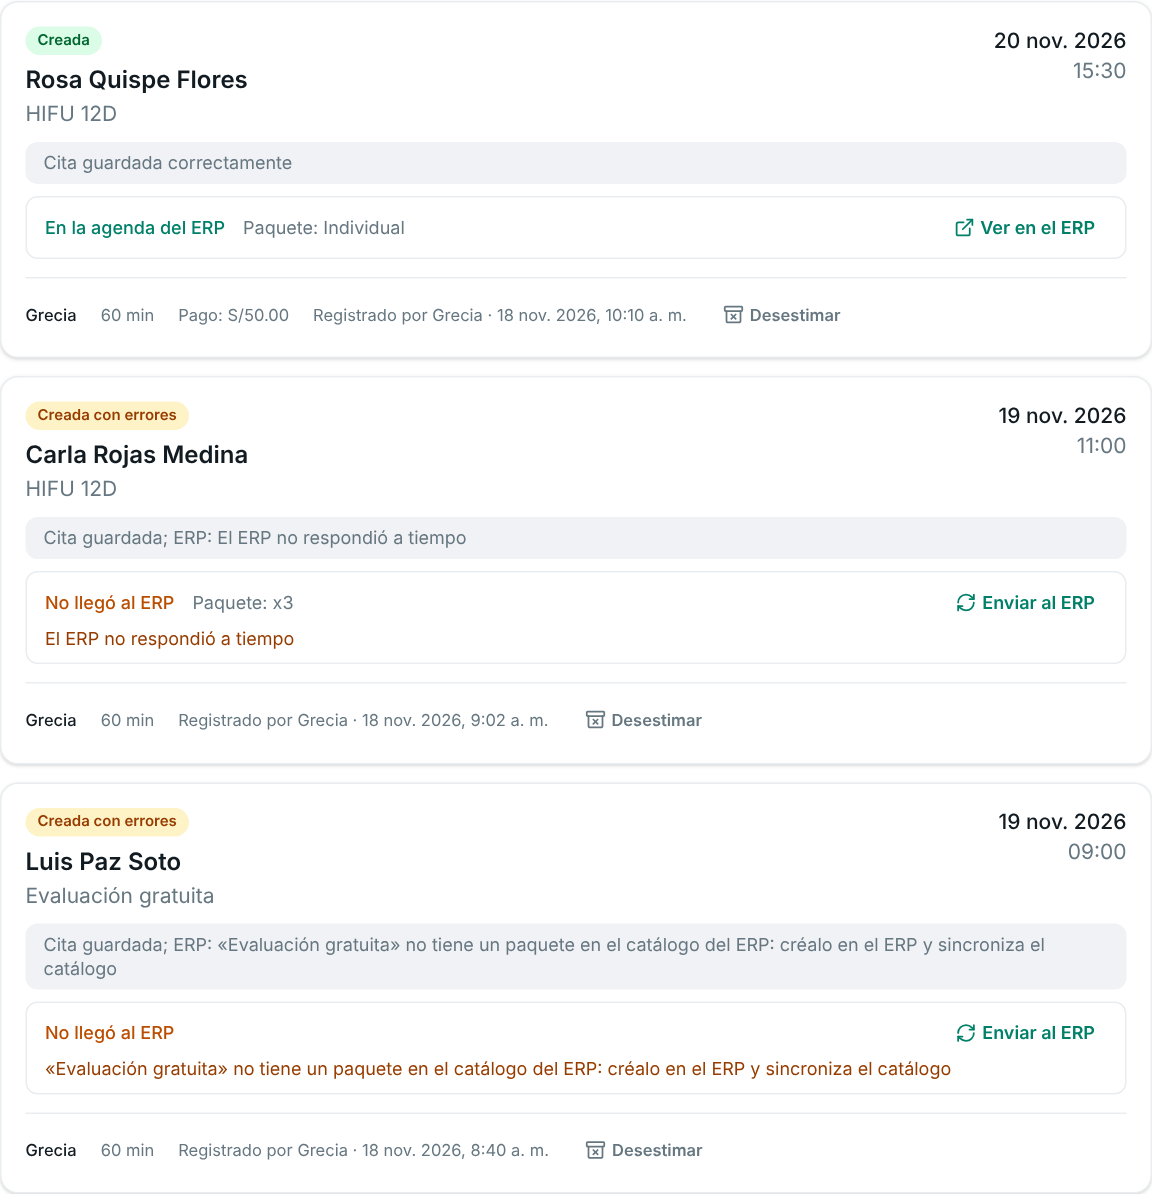 Creada
20 nov. 2026
Rosa Quispe Flores
15:30
HIFU 12D
Cita guardada correctamente
En la agenda del ERP Paquete: Individual Ver en el ERP
Grecia 60 min Pago: S/50.00 Registrado por Grecia · 18 nov. 2026, 10:10 a. m. Desestimar
Creada con errores
19 nov. 2026
Carla Rojas Medina
11:00
HIFU 12D
Cita guardada; ERP: El ERP no respondió a tiempo
No llegó al ERP Paquete: x3 Enviar al ERP
El ERP no respondió a tiempo
Grecia 60 min Registrado por Grecia · 18 nov. 2026, 9:02 a. m. Desestimar
Creada con errores
19 nov. 2026
Luis Paz Soto
09:00
Evaluación gratuita
Cita guardada; ERP: «Evaluación gratuita» no tiene un paquete en el catálogo del ERP: créalo en el ERP y sincroniza el
catálogo
No llegó al ERP Enviar al ERP
«Evaluación gratuita» no tiene un paquete en el catálogo del ERP: créalo en el ERP y sincroniza el catálogo
Grecia 60 min Registrado por Grecia · 18 nov. 2026, 8:40 a. m. Desestimar